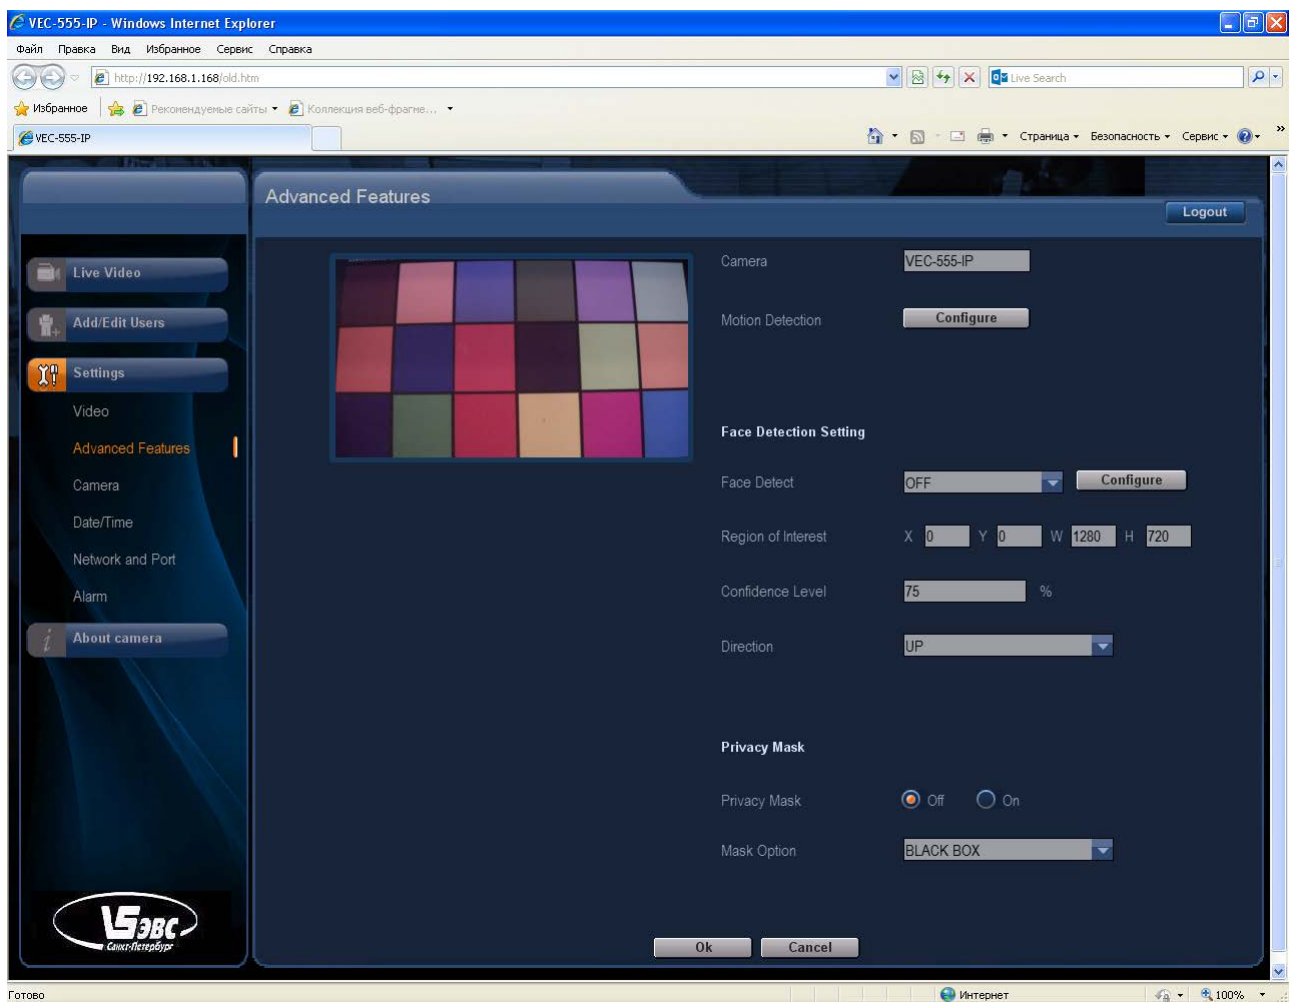 VEC-555-IP - Windows Internet Explorer
Файл Правка Вид Избранное Сервис Справка
http://192.168.1.168/old.htm
Live Search
Избранное Рекомендуемые сайты Коллекция веб-фрагме...
VEC-555-IP
Страница Безопасность Сервис »
Advanced Features
Logout
Live Video
Add/Edit Users
Settings
Video
Advanced Features
Camera
Date/Time
Network and Port
Alarm
About camera
Camera VEC-555-IP
Motion Detection Configure
Face Detection Setting
Face Detect OFF Configure
Region of Interest X 0 Y 0 W 1280 H 720
Confidence Level 75 %
Direction UP
Privacy Mask
Privacy Mask Off On
Mask Option BLACK BOX
Ok Cancel
ЭВС
Санкт-Петербург
Готово Интернет 100%